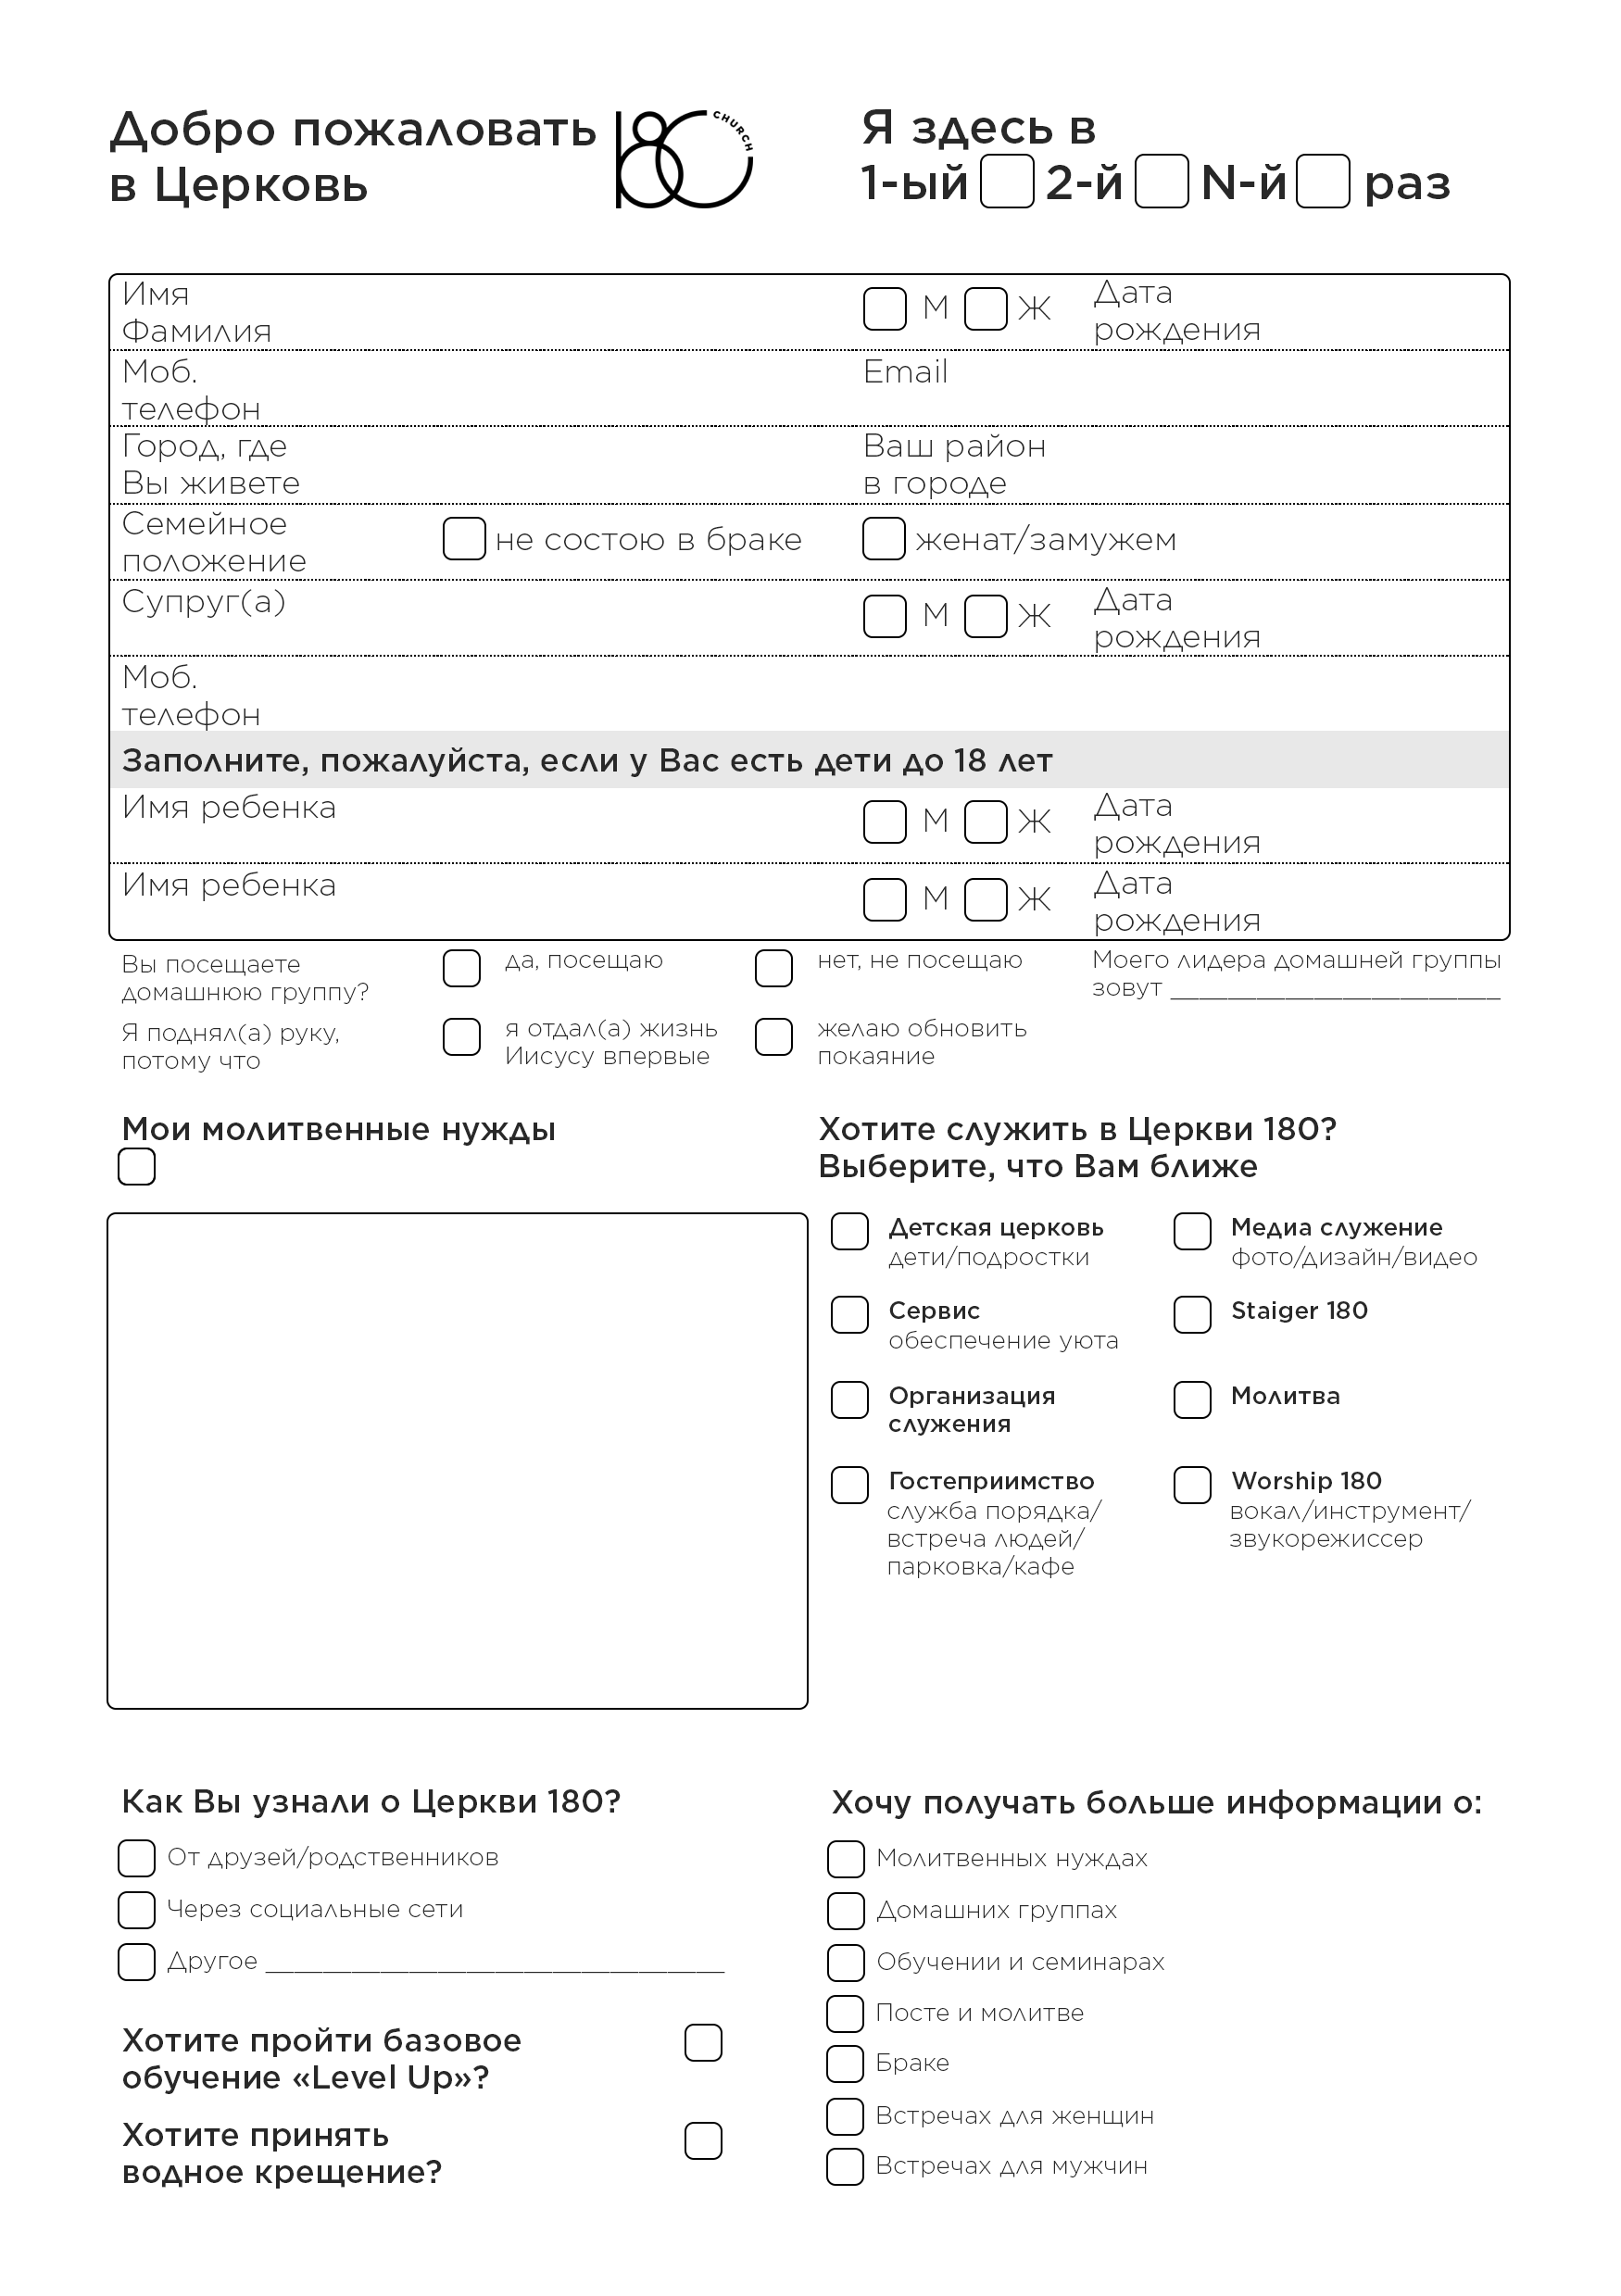 Добро пожаловать
в Церковь
180 CHURCH
Я здесь в
1-ый 2-й N-й раз
Имя
Фамилия
М Ж
Дата
рождения
Моб.
телефон
Email
Город, где
Вы живете
Ваш район
в городе
Семейное
положение
не состою в браке
женат/замужем
Супруг(а)
М Ж
Дата
рождения
Моб.
телефон
Заполните, пожалуйста, если у Вас есть дети до 18 лет
Имя ребенка
М Ж
Дата
рождения
Имя ребенка
М Ж
Дата
рождения
Вы посещаете
домашнюю группу?
да, посещаю
нет, не посещаю
Моего лидера домашней группы
зовут ________________________
Я поднял(а) руку,
потому что
я отдал(а) жизнь
Иисусу впервые
желаю обновить
покаяние
Мои молитвенные нужды
Хотите служить в Церкви 180?
Выберите, что Вам ближе
Детская церковь
дети/подростки
Медиа служение
фото/дизайн/видео
Сервис
обеспечение уюта
Staiger 180
Организация
служения
Молитва
Гостеприимство
служба порядка/
встреча людей/
парковка/кафе
Worship 180
вокал/инструмент/
звукорежиссер
Как Вы узнали о Церкви 180?
От друзей/родственников
Через социальные сети
Другое _________________________________
Хотите пройти базовое
обучение «Level Up»?
Хотите принять
водное крещение?
Хочу получать больше информации о:
Молитвенных нуждах
Домашних группах
Обучении и семинарах
Посте и молитве
Браке
Встречах для женщин
Встречах для мужчин